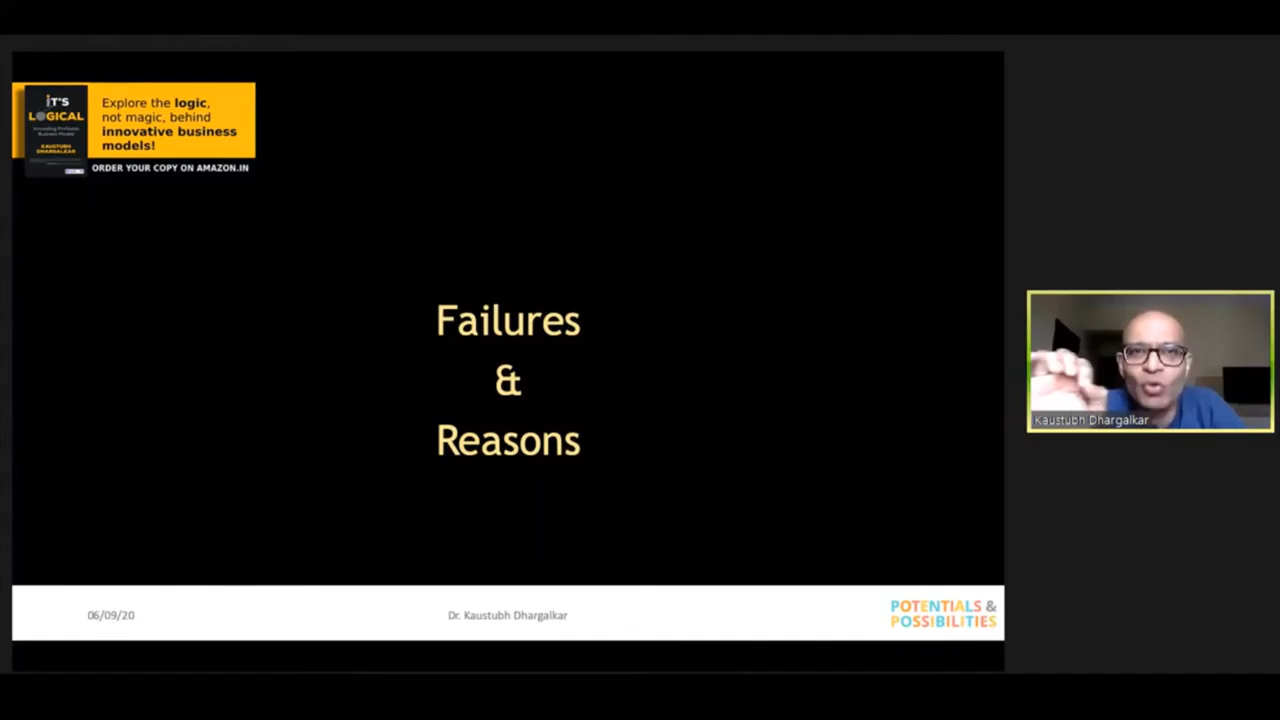 iT'S
LOGICAL
KAUSTUBH
DHARGALKAR
Explore the logic,
not magic, behind
innovative business
models!
ORDER YOUR COPY ON AMAZON.IN
Failures
&
Reasons
Kaustubh Dhargalkar
06/09/20
Dr. Kaustubh Dhargalkar
POTENTIALS &
POSSIBILITIES